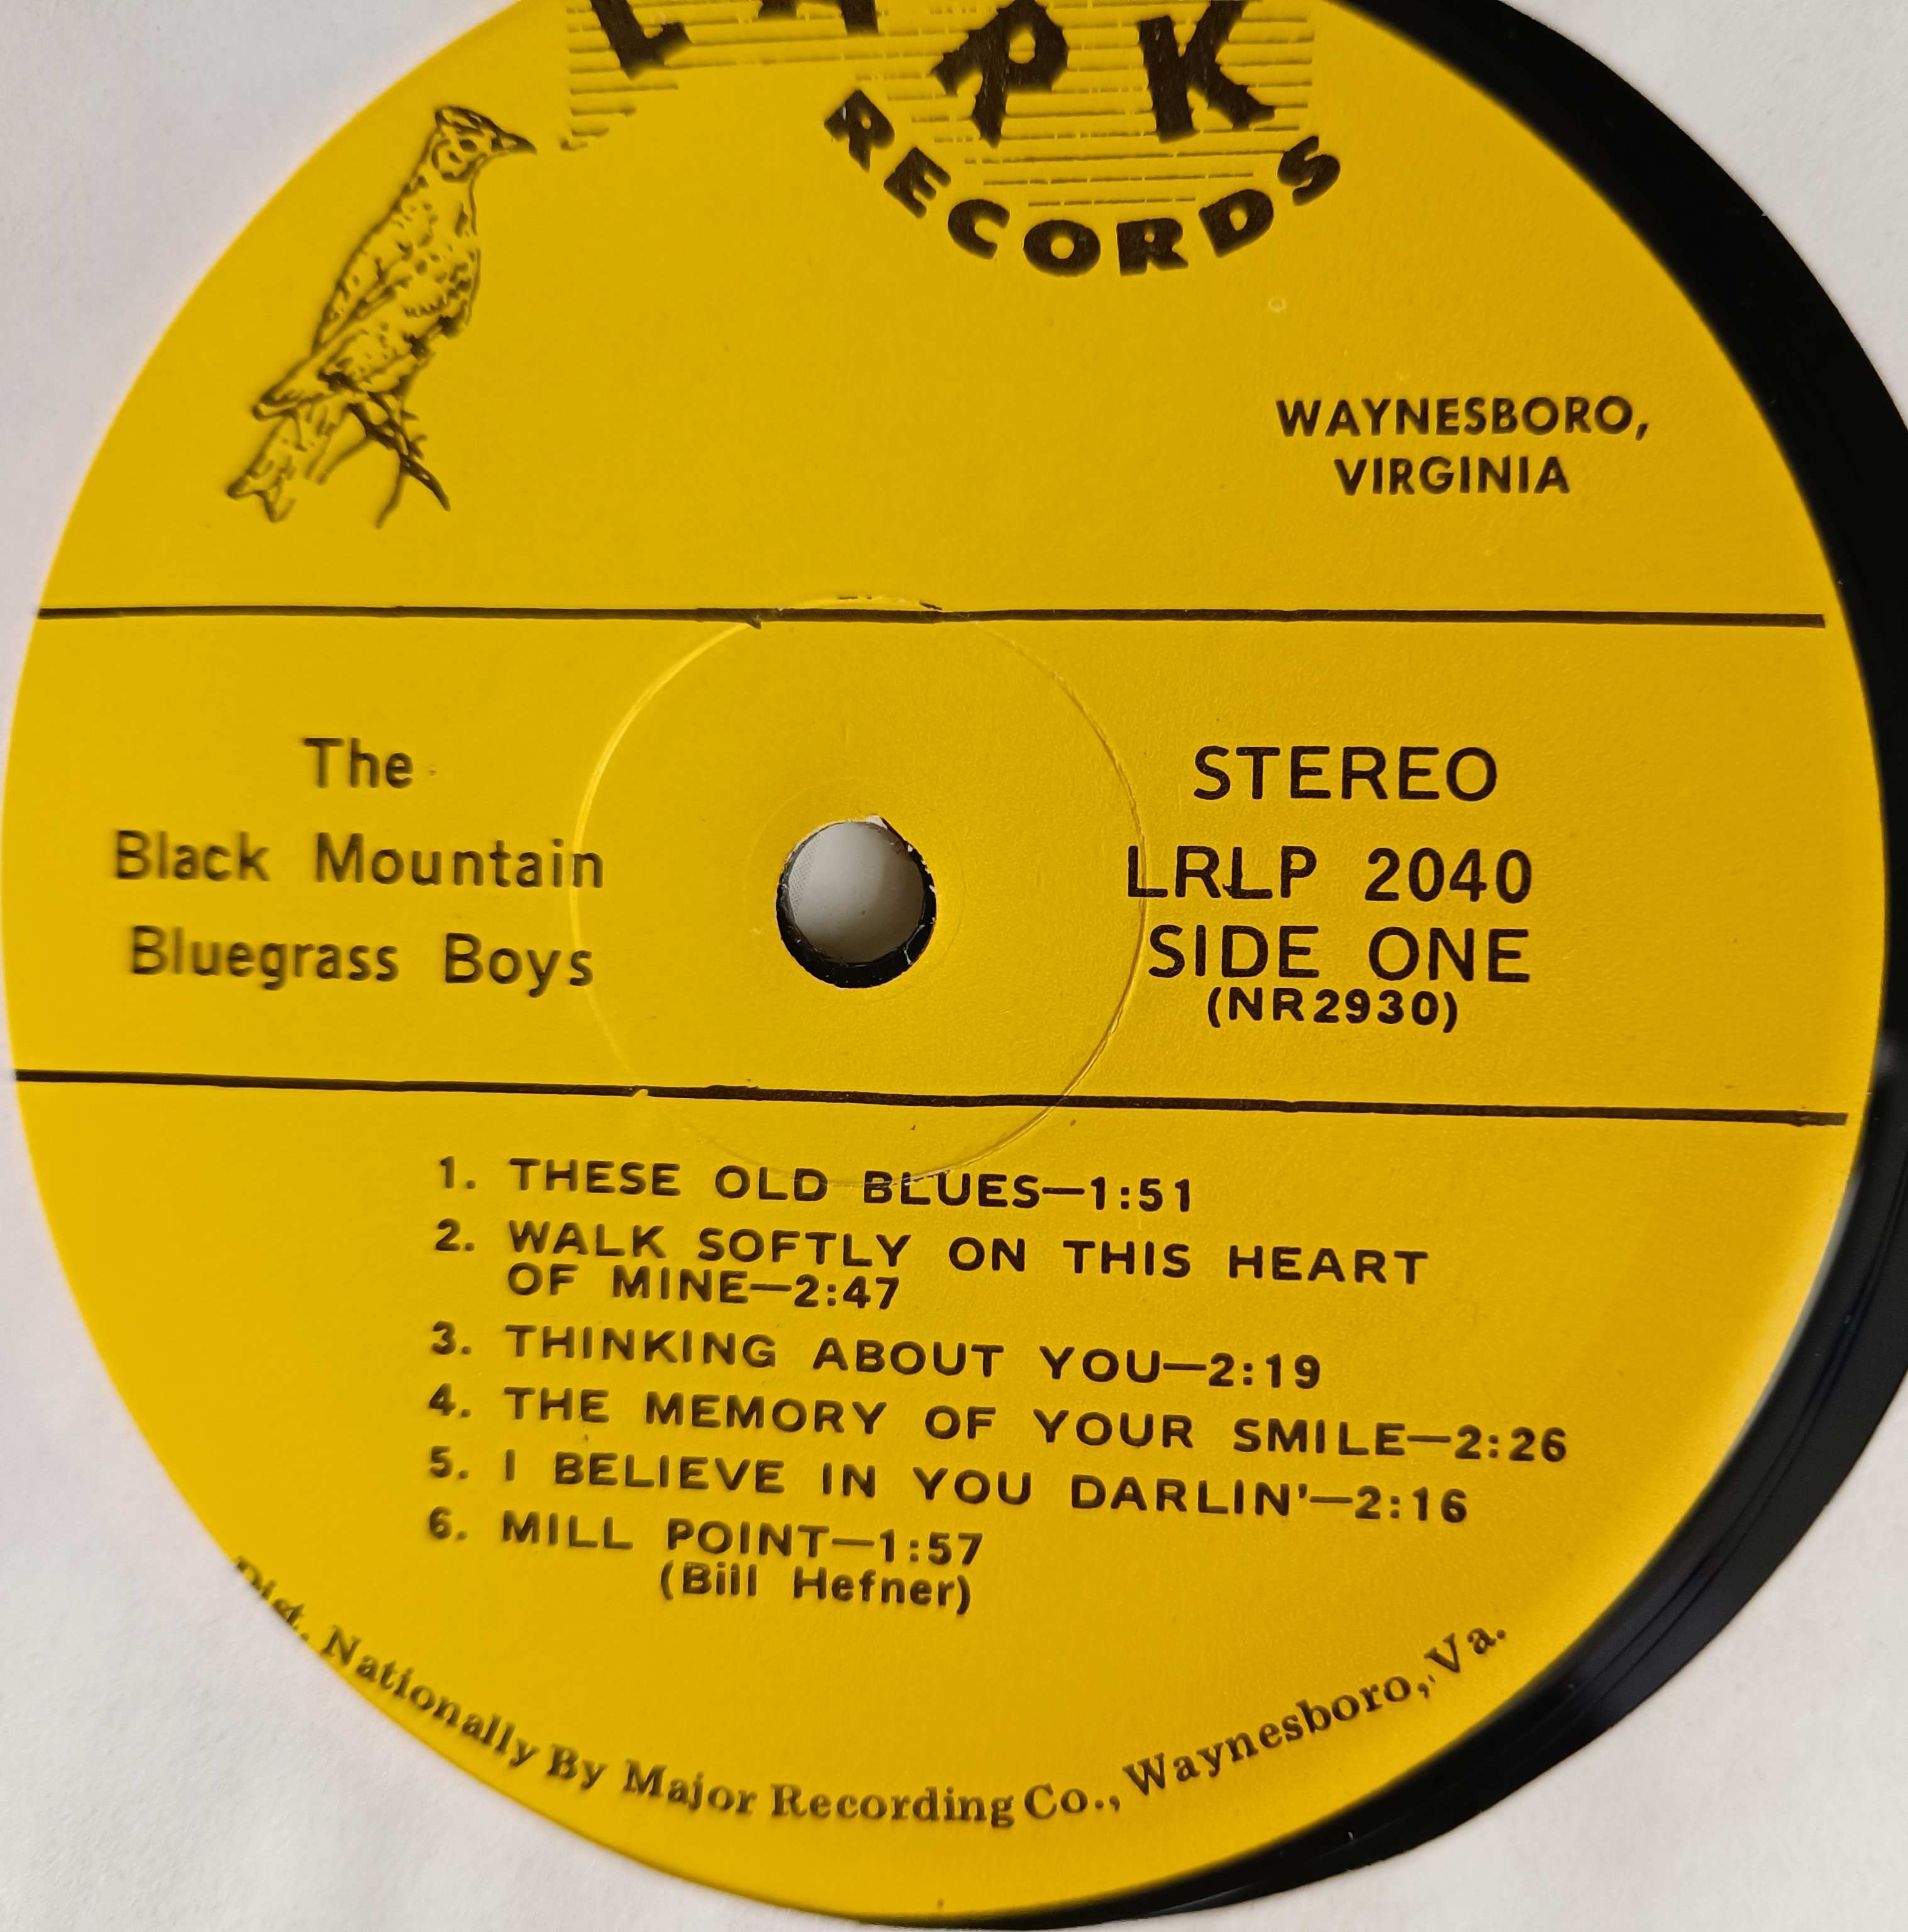 LARK
RECORDS
WAYNESBORO,
VIRGINIA
The
Black Mountain
Bluegrass Boys
STEREO
LRLP 2040
SIDE ONE
(NR2930)
1. THESE OLD BLUES—1:51
2. WALK SOFTLY ON THIS HEART
OF MINE—2:47
3. THINKING ABOUT YOU—2:19
4. THE MEMORY OF YOUR SMILE—2:26
5. I BELIEVE IN YOU DARLIN'—2:16
6. MILL POINT—1:57
(Bill Hefner)
Dist. Nationally By Major Recording Co., Waynesboro, Va.